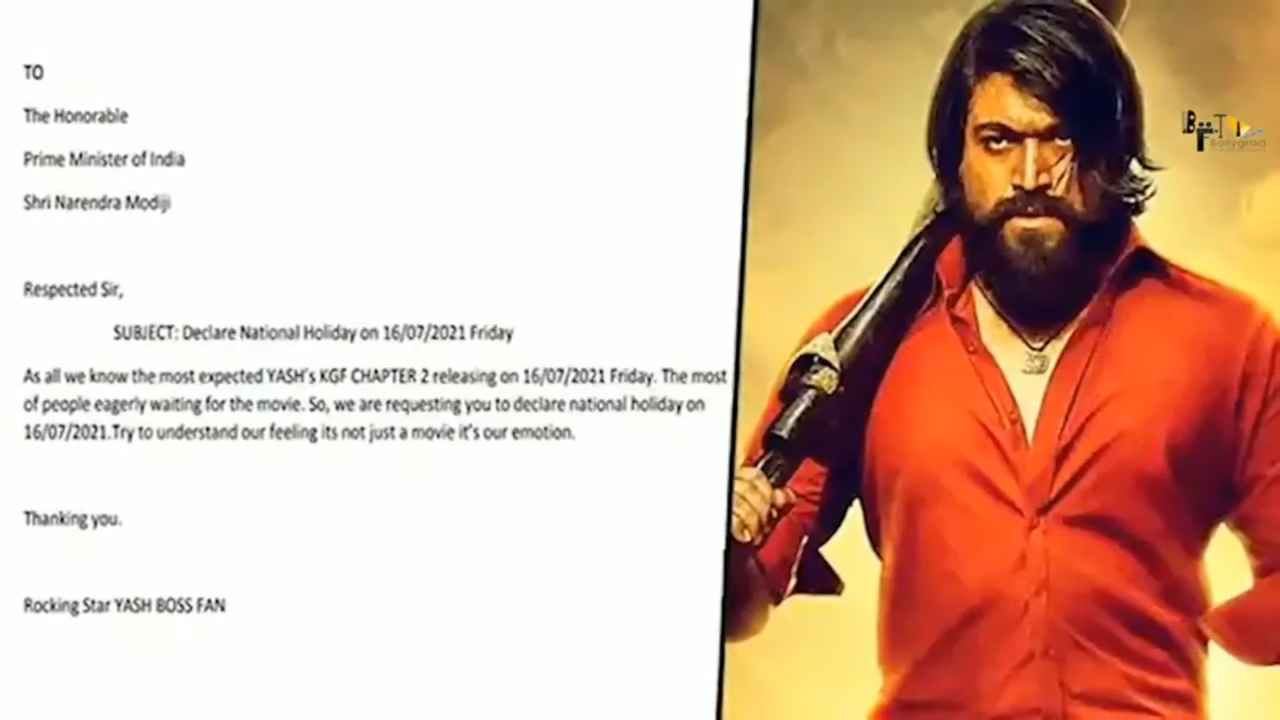 TO
The Honorable
Prime Minister of India
Shri Narendra Modiji
Respected Sir,
SUBJECT: Declare National Holiday on 16/07/2021 Friday
As all we know the most expected YASH's KGF CHAPTER 2 releasing on 16/07/2021 Friday. The most
of people eagerly waiting for the movie. So, we are requesting you to declare national holiday on
16/07/2021.Try to understand our feeling its not just a movie it's our emotion.
Thanking you.
Rocking Star YASH BOSS FAN
Bollygrad